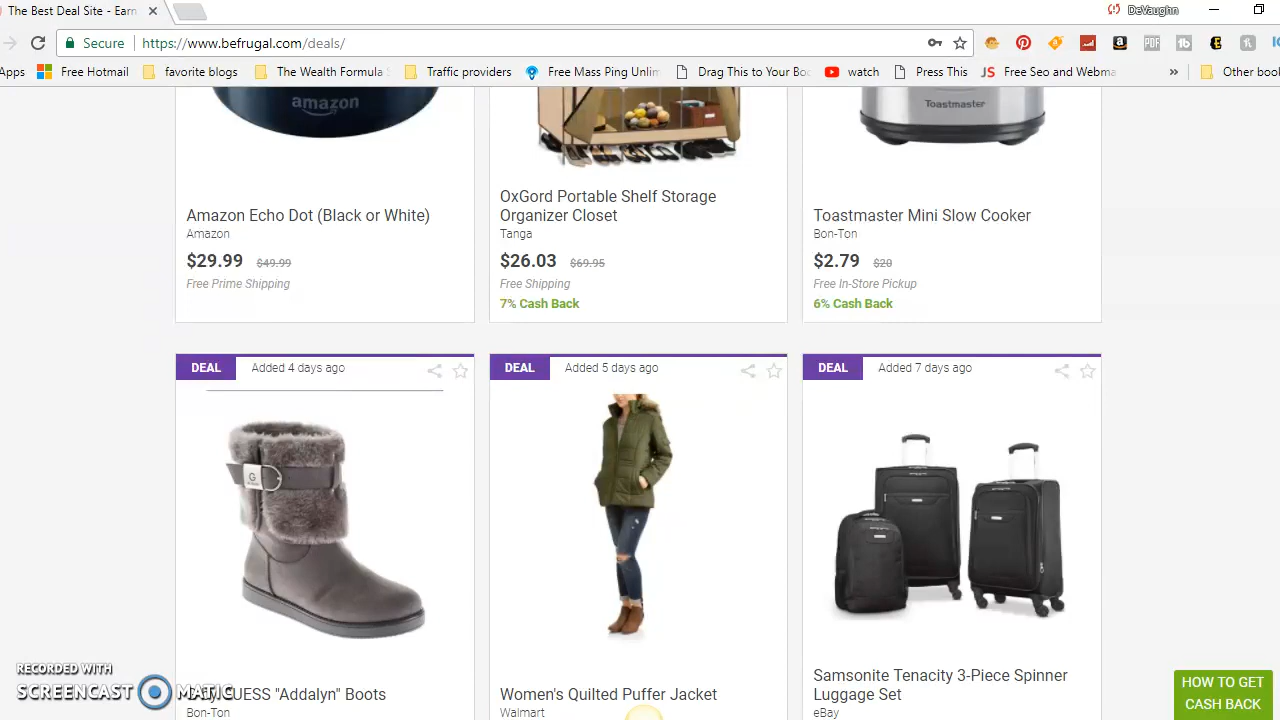 The Best Deal Site - Earn
DeVaughn
Secure
https://www.befrugal.com/deals/
Apps
Free Hotmail
favorite blogs
The Wealth Formula
Traffic providers
Free Mass Ping Unlim
Drag This to Your Bo
watch
Press This
JS Free Seo and Webma
»
Other boo
amazon
Toastmaster
Amazon Echo Dot (Black or White)
Amazon
$29.99 $49.99
Free Prime Shipping
OxGord Portable Shelf Storage
Organizer Closet
Tanga
$26.03 $69.95
Free Shipping
7% Cash Back
Toastmaster Mini Slow Cooker
Bon-Ton
$2.79 $20
Free In-Store Pickup
6% Cash Back
DEAL Added 4 days ago
DEAL Added 5 days ago
DEAL Added 7 days ago
G
GUESS "Addalyn" Boots
Bon-Ton
Women's Quilted Puffer Jacket
Walmart
Samsonite Tenacity 3-Piece Spinner
Luggage Set
eBay
RECORDED WITH
SCREENCAST MATIC
HOW TO GET
CASH BACK